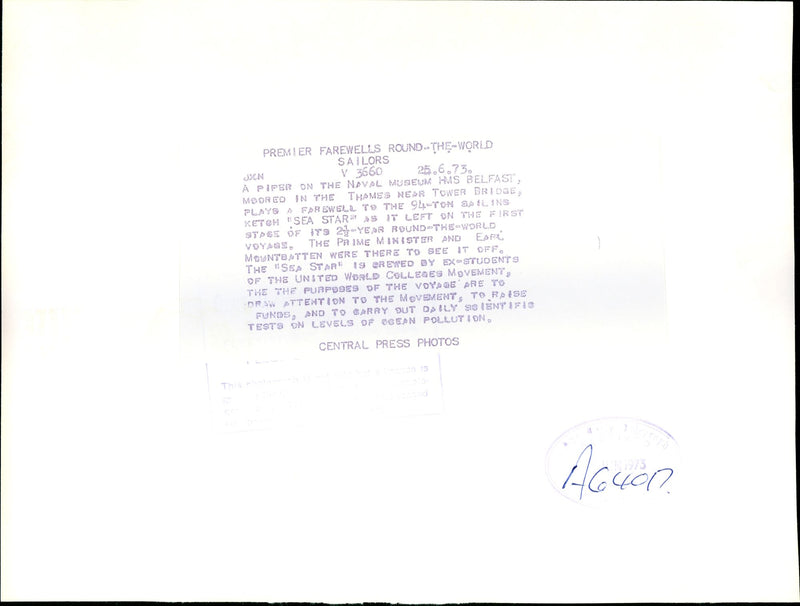 PREMIER FAREWELLS ROUND-THE-WORLD
SAILORS
V 3660 25.6.73.
A PIPER ON THE NAVAL MUSEUM HMS BELFAST,
MOORED IN THE THAMES NEAR TOWER BRIDGE,
PLAYS A FAREWELL TO THE 94-TON SAILING
KETCH "SEA STAR" AS IT LEFT ON THE FIRST
STAGE OF ITS 2½-YEAR ROUND-THE-WORLD
VOYAGE. THE PRIME MINISTER AND EARL
MOUNTBATTEN WERE THERE TO SEE IT OFF.
THE "SEA STAR" IS CREWED BY EX-STUDENTS
OF THE UNITED WORLD COLLEGES MOVEMENT,
THE THE PURPOSES OF THE VOYAGE ARE TO
DRAW ATTENTION TO THE MOVEMENT, TO RAISE
FUNDS, AND TO CARRY OUT DAILY SCIENTIFIC
TESTS ON LEVELS OF OCEAN POLLUTION.
CENTRAL PRESS PHOTOS
1973